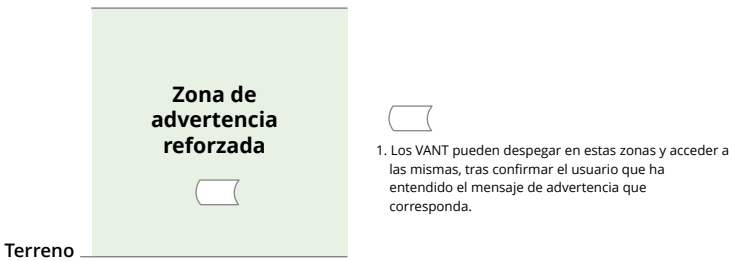 Zona de
advertencia
reforzada
Terreno
1. Los VANT pueden despegar en estas zonas y acceder a
las mismas, tras confirmar el usuario que ha
entendido el mensaje de advertencia que
corresponda.